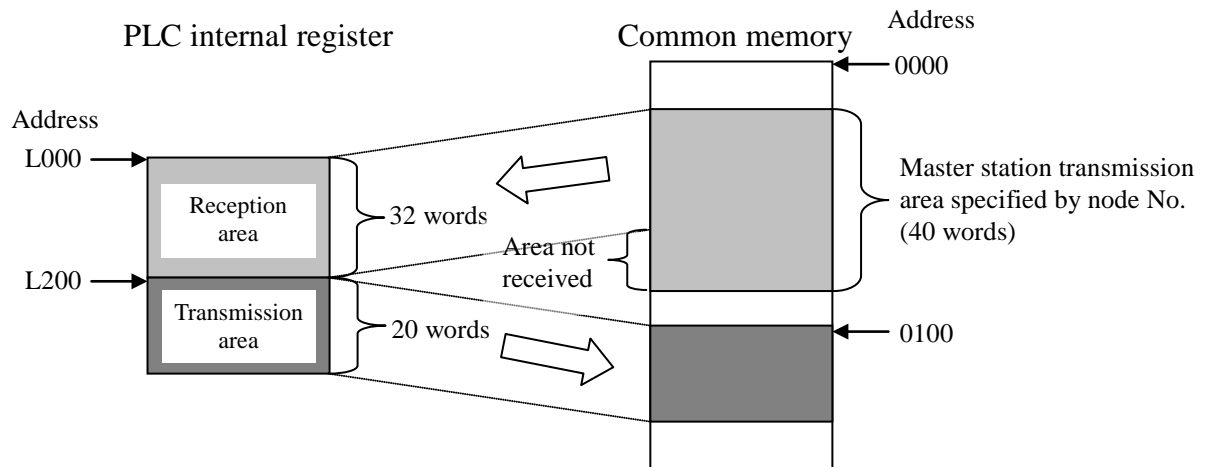 PLC internal register
Common memory
Address
0000
Address
L000
Reception
area
32 words
Master station transmission
area specified by node No.
(40 words)
Area not
received
L200
Transmission
area
20 words
0100